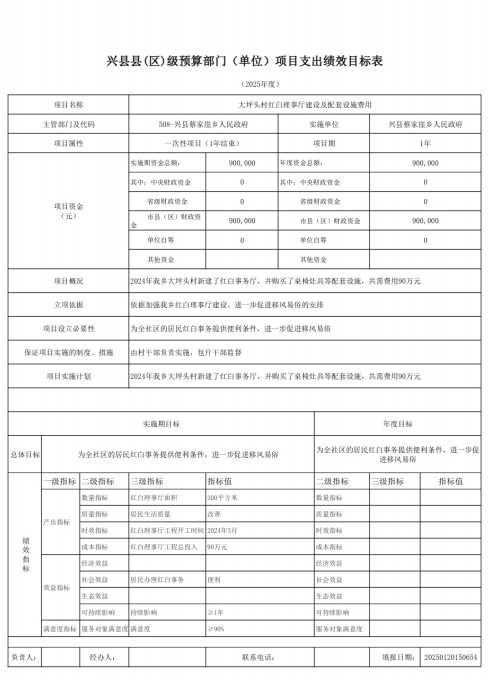 兴县县(区)级预算部门（单位）项目支出绩效目标表
（2025年度）
项目名称 大坪头村红白理事厅建设及配套设施费用
主管部门及代码 508-兴县蔡家崖乡人民政府 实施单位 兴县蔡家崖乡人民政府
项目属性 一次性项目（1年结束） 项目期 1年
项目资金（元） 实施期资金总额： 900,000 年度资金总额： 900,000
其中：中央财政资金 0 其中：中央财政资金 0
省级财政资金 0 省级财政资金 0
市县（区）财政资金 900,000 市县（区）财政资金 900,000
单位自筹 0 单位自筹 0
其他资金 其他资金
项目概况 2024年我乡大坪头村新建了红白事务厅，并购买了桌椅灶具等配套设施，共需费用90万元
立项依据 依据加强我乡红白理事厅建设、进一步促进移风易俗的安排
项目设立必要性 为全社区的居民红白事务提供便利条件，进一步促进移风易俗
保证项目实施的制度、措施 由村干部负责实施，包片干部监督
项目实施计划 2024年我乡大坪头村新建了红白事务厅，并购买了桌椅灶具等配套设施，共需费用90万元
实施期目标 年度目标
总体目标 为全社区的居民红白事务提供便利条件，进一步促进移风易俗 为全社区的居民红白事务提供便利条件，进一步促进移风易俗
绩效指标 一级指标 二级指标 三级指标 指标值 二级指标 三级指标 指标值
产出指标 数量指标 红白理事厅面积 300平方米 数量指标
质量指标 居民生活质量 改善 质量指标
时效指标 红白理事厅工程开工时间 2024年3月 时效指标
成本指标 红白理事厅工程总投入 90万元 成本指标
效益指标 经济效益 经济效益
社会效益 居民办理红白事务 便利 社会效益
生态效益 生态效益
可持续影响 持续影响 ≥1年 可持续影响
满意度指标 服务对象满意度 满意度 ≥90% 服务对象满意度
负责人： 经办人： 联系电话： 填报日期： 20250120150654